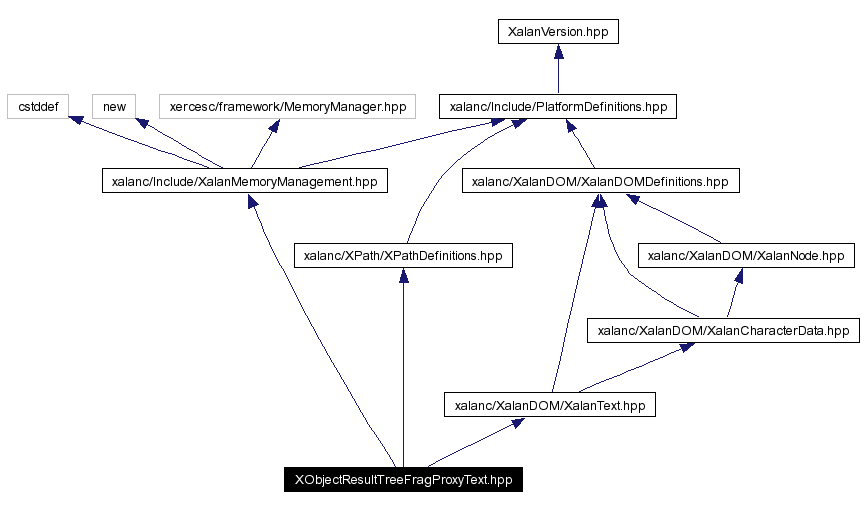 XalanVersion.hpp
cstddef
new
xercesc/framework/MemoryManager.hpp
xalanc/Include/PlatformDefinitions.hpp
xalanc/Include/XalanMemoryManagement.hpp
xalanc/XalanDOM/XalanDOMDefinitions.hpp
xalanc/XPath/XPathDefinitions.hpp
xalanc/XalanDOM/XalanNode.hpp
xalanc/XalanDOM/XalanCharacterData.hpp
xalanc/XalanDOM/XalanText.hpp
XObjectResultTreeFragProxyText.hpp